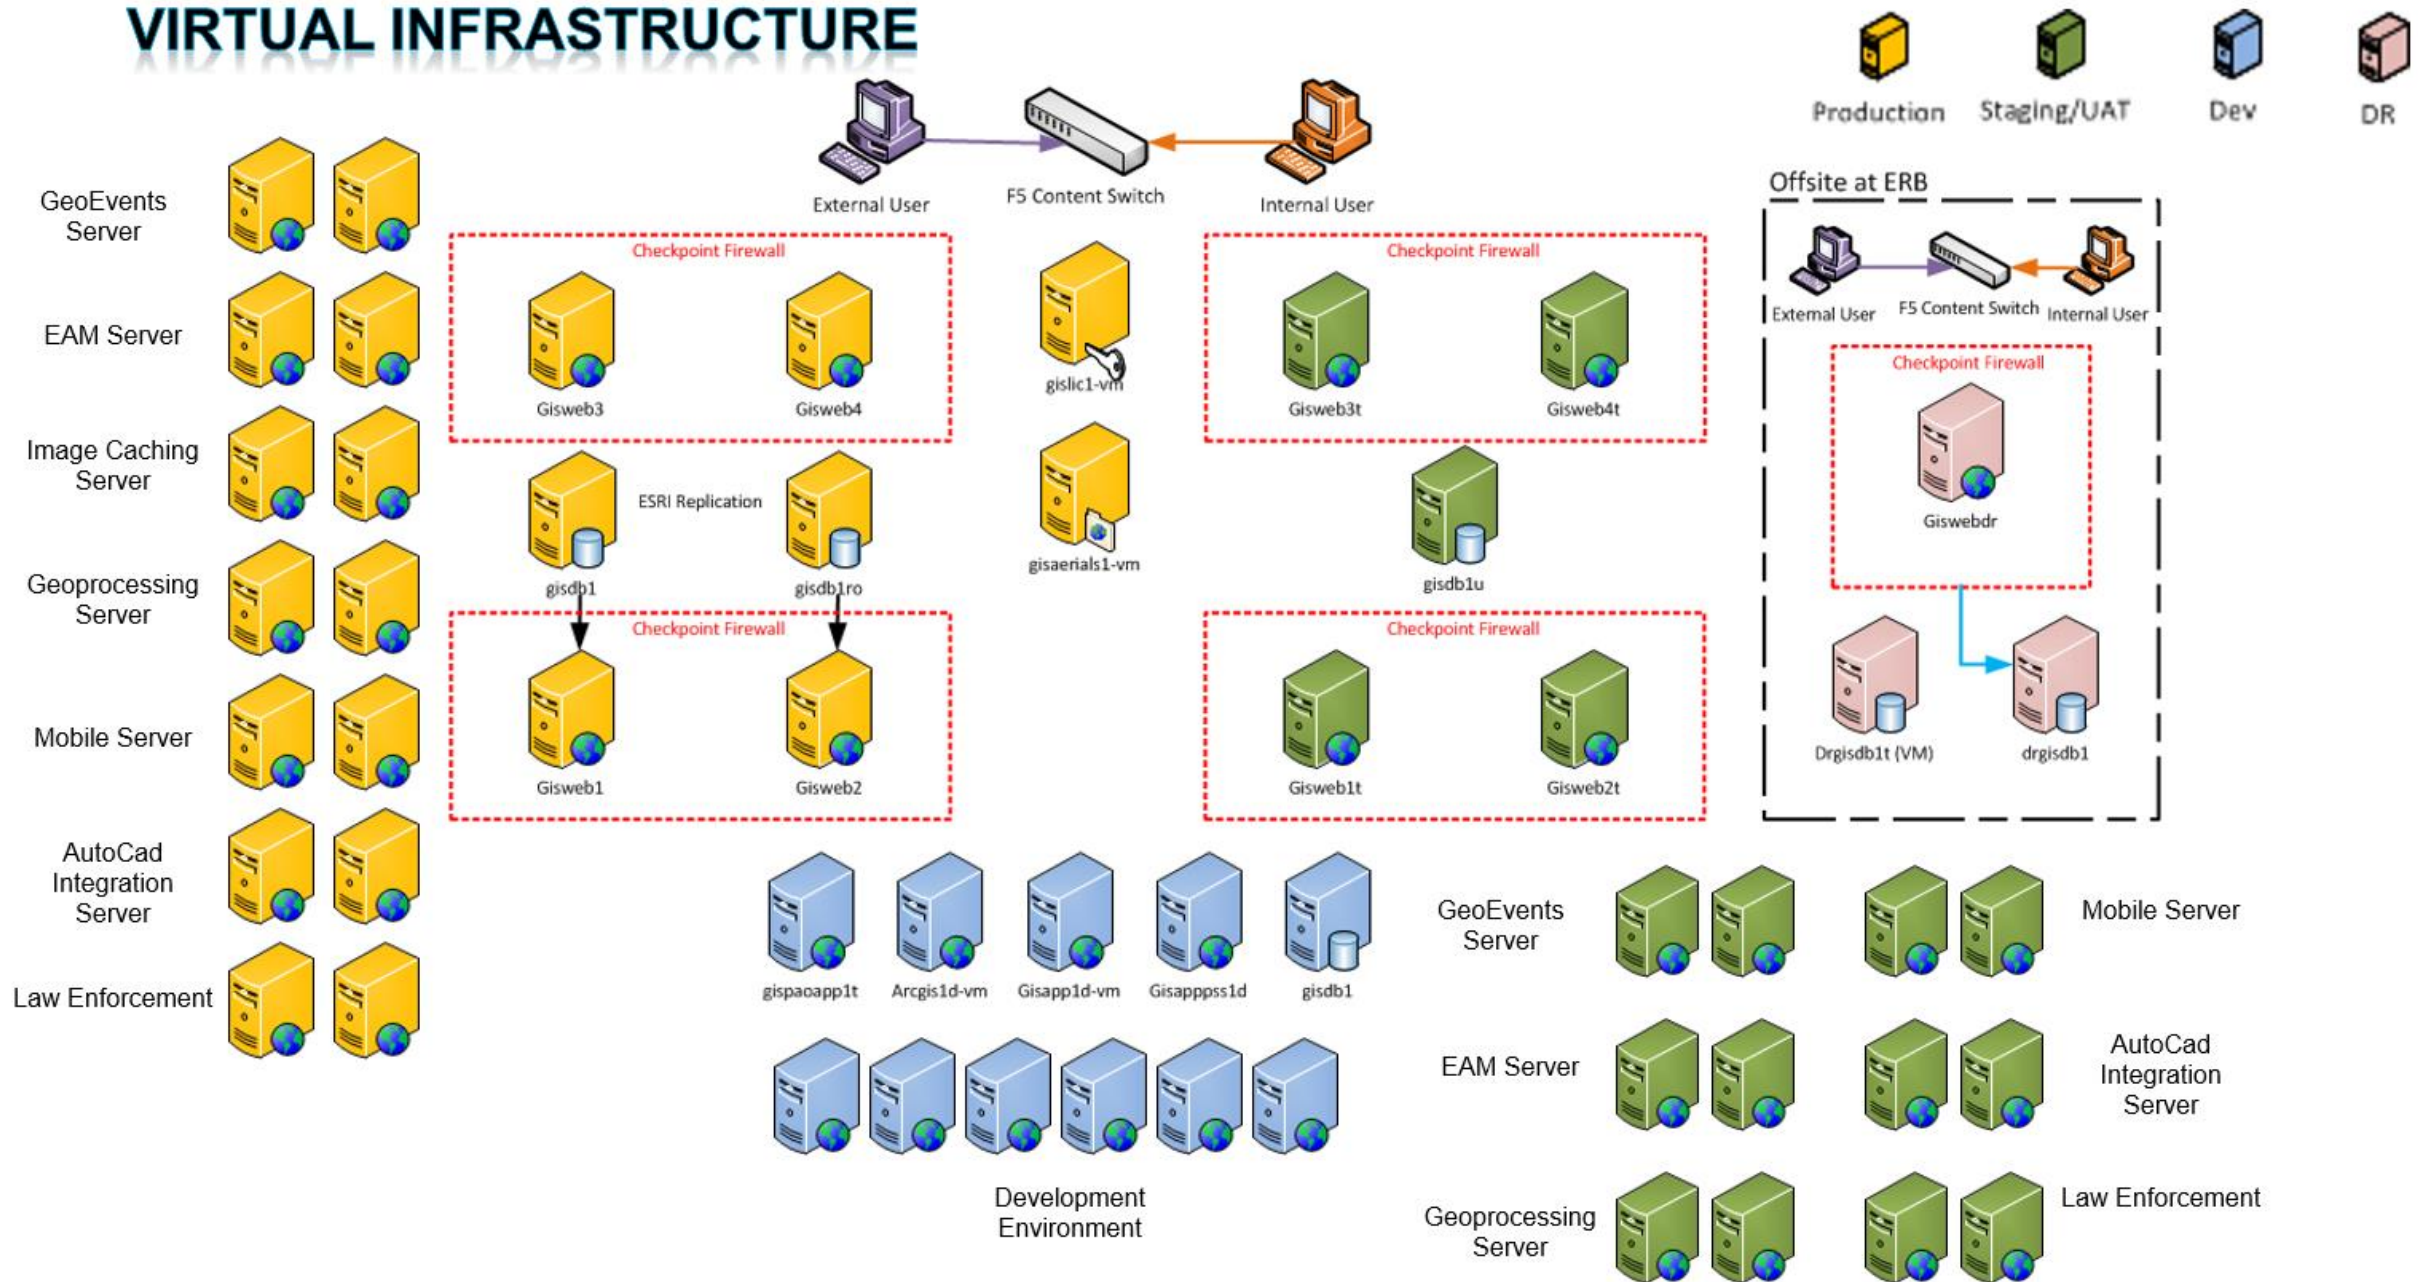 VIRTUAL INFRASTRUCTURE
Production
Staging/UAT
Dev
DR
External User
F5 Content Switch
Internal User
Offsite at ERB
External User
F5 Content Switch
Internal User
Checkpoint Firewall
Giswebdr
Drgisdb1t (VM)
drgisdb1
GeoEvents
Server
EAM Server
Image Caching
Server
Geoprocessing
Server
Mobile Server
AutoCad
Integration
Server
Law Enforcement
Checkpoint Firewall
Gisweb3
Gisweb4
gislic1-vm
Checkpoint Firewall
Gisweb3t
Gisweb4t
ESRI Replication
gisdb1
gisdb1ro
gisaerials1-vm
gisdb1u
Checkpoint Firewall
Gisweb1
Gisweb2
Checkpoint Firewall
Gisweb1t
Gisweb2t
gispaoapp1t
Arcgis1d-vm
Gisapp1d-vm
Gisapppss1d
gisdb1
Development
Environment
GeoEvents
Server
Mobile Server
EAM Server
AutoCad
Integration
Server
Geoprocessing
Server
Law Enforcement